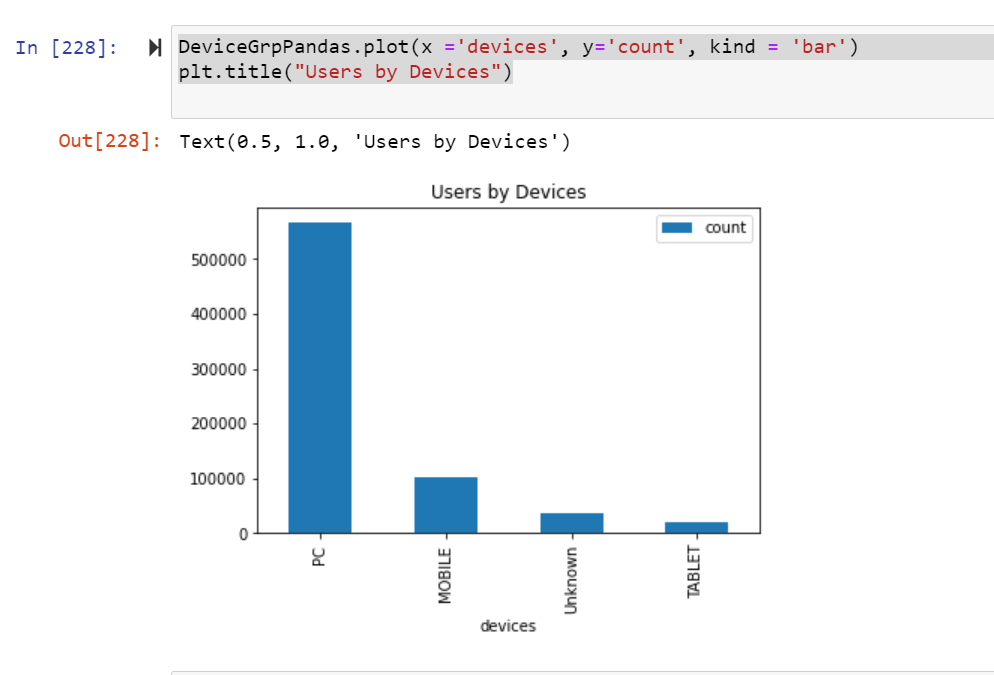 In [228]:
DeviceGrpPandas.plot(x ='devices', y='count', kind = 'bar')
plt.title("Users by Devices")
Out[228]: Text(0.5, 1.0, 'Users by Devices')
Users by Devices
count
500000
400000
300000
200000
100000
0
PC
MOBILE
Unknown
TABLET
devices